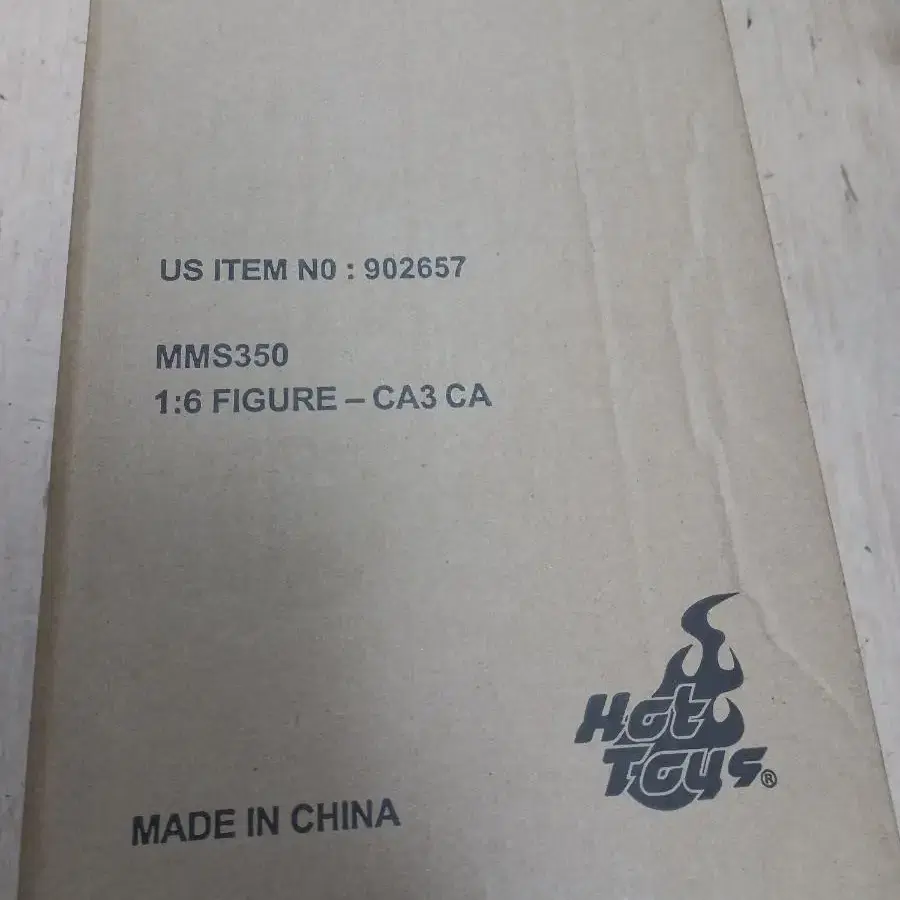 US ITEM N0 : 902657
MMS350
1:6 FIGURE – CA3 CA
Hot
Toys®
MADE IN CHINA